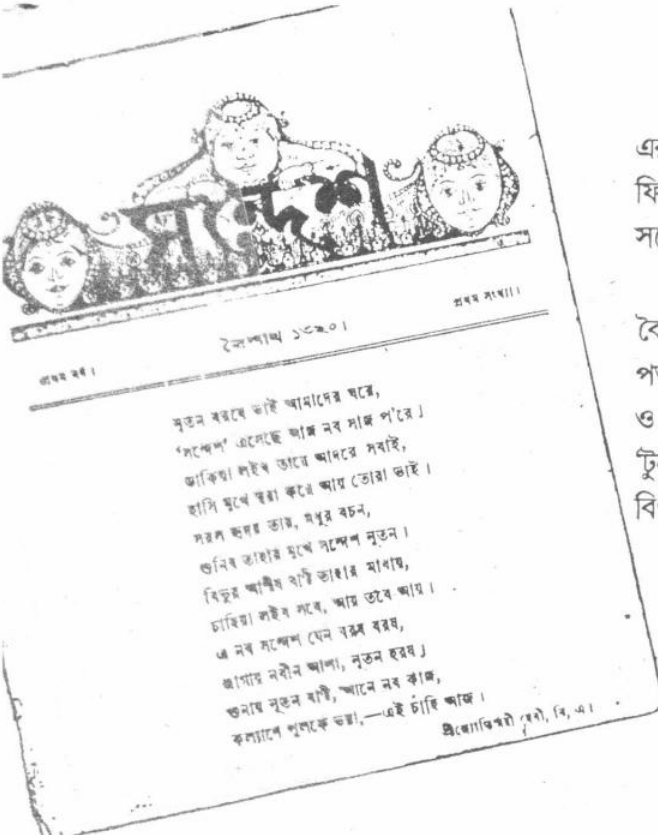 সন্দেশ
প্রথম বর্ষ। বৈশাখ ১৩২০। প্রথম সংখ্যা।
নূতন বরষে ভাই আমাদের ঘরে,
'সন্দেশ' এসেছে আজ নব সাজ প'রে।
ডাকিয়া লইব তারে আদরে সবাই,
হাসি মুখে ত্বরা করে আয় তোরা ভাই।
সরল হৃদয় তার, মধুর বচন,
শুনিব তাহার মুখে সন্দেশ নূতন।
বিভুর আশীষ বাণী তাহার মাথায়,
চাহিয়া লইব সবে, আয় তবে আয়।
এ নব সন্দেশ যেন বরষ বরষ,
জাগায় নবীন আশা, নূতন হরষ।
শুনায় নূতন বাণী, আনে নব কাজ,
কল্যাণে পুলকে ভরা,—এই চাহি আজ।
শ্রীজ্যোতির্ম্ময়ী দেবী, বি, এ।
ও